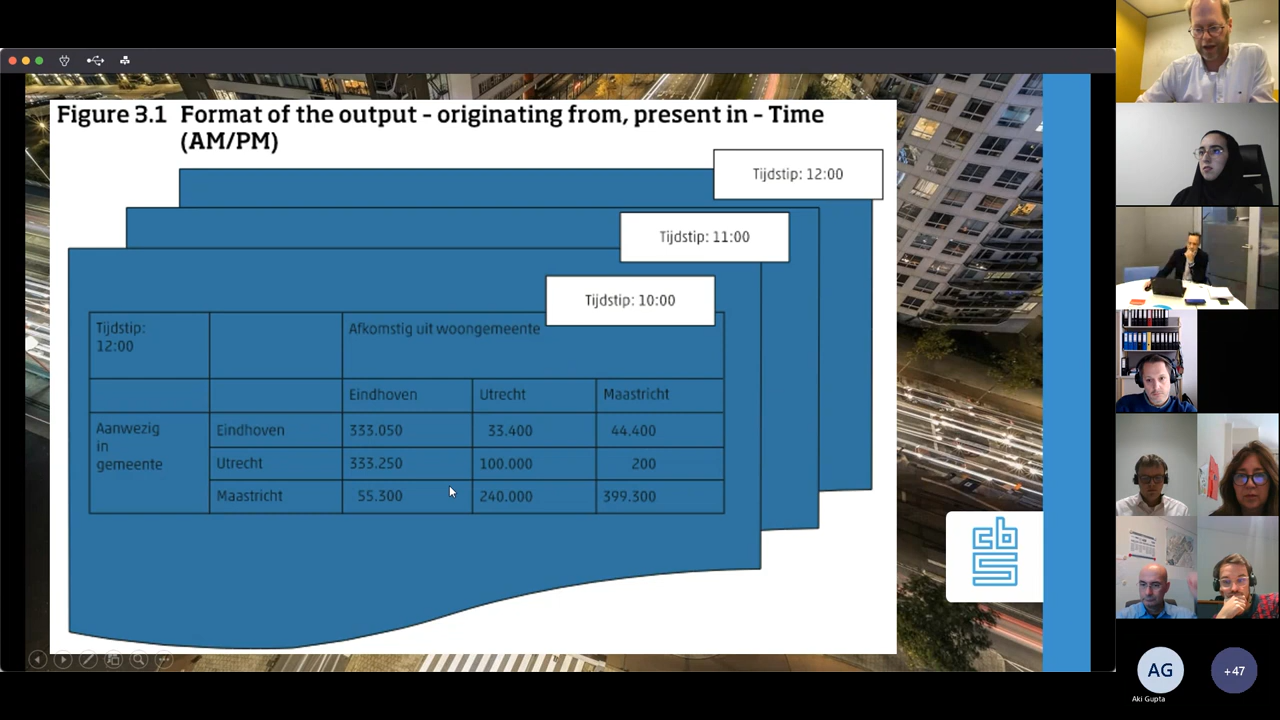 Figure 3.1 Format of the output - originating from, present in - Time
(AM/PM)
Tijdstip: 12:00
Tijdstip: 11:00
Tijdstip: 10:00
Tijdstip:
12:00
Afkomstig uit woongemeente
Eindhoven Utrecht Maastricht
Aanwezig
in
gemeente
Eindhoven 333.050 33.400 44.400
Utrecht 333.250 100.000 200
Maastricht 55.300 240.000 399.300
cbs
AG
Aki Gupta
+47